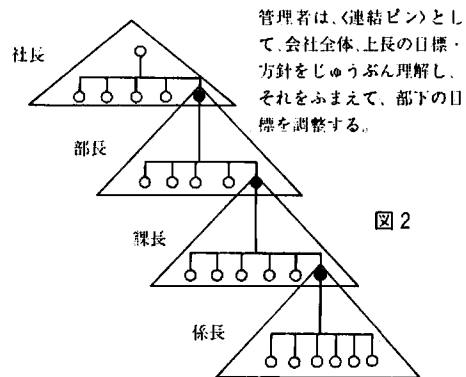 管理者は、〈連結ピン〉とし
て、会社全体、上長の目標・
方針をじゅうぶん理解し、
それをふまえて、部下の目
標を調整する。
社長
部長
課長
係長
図2